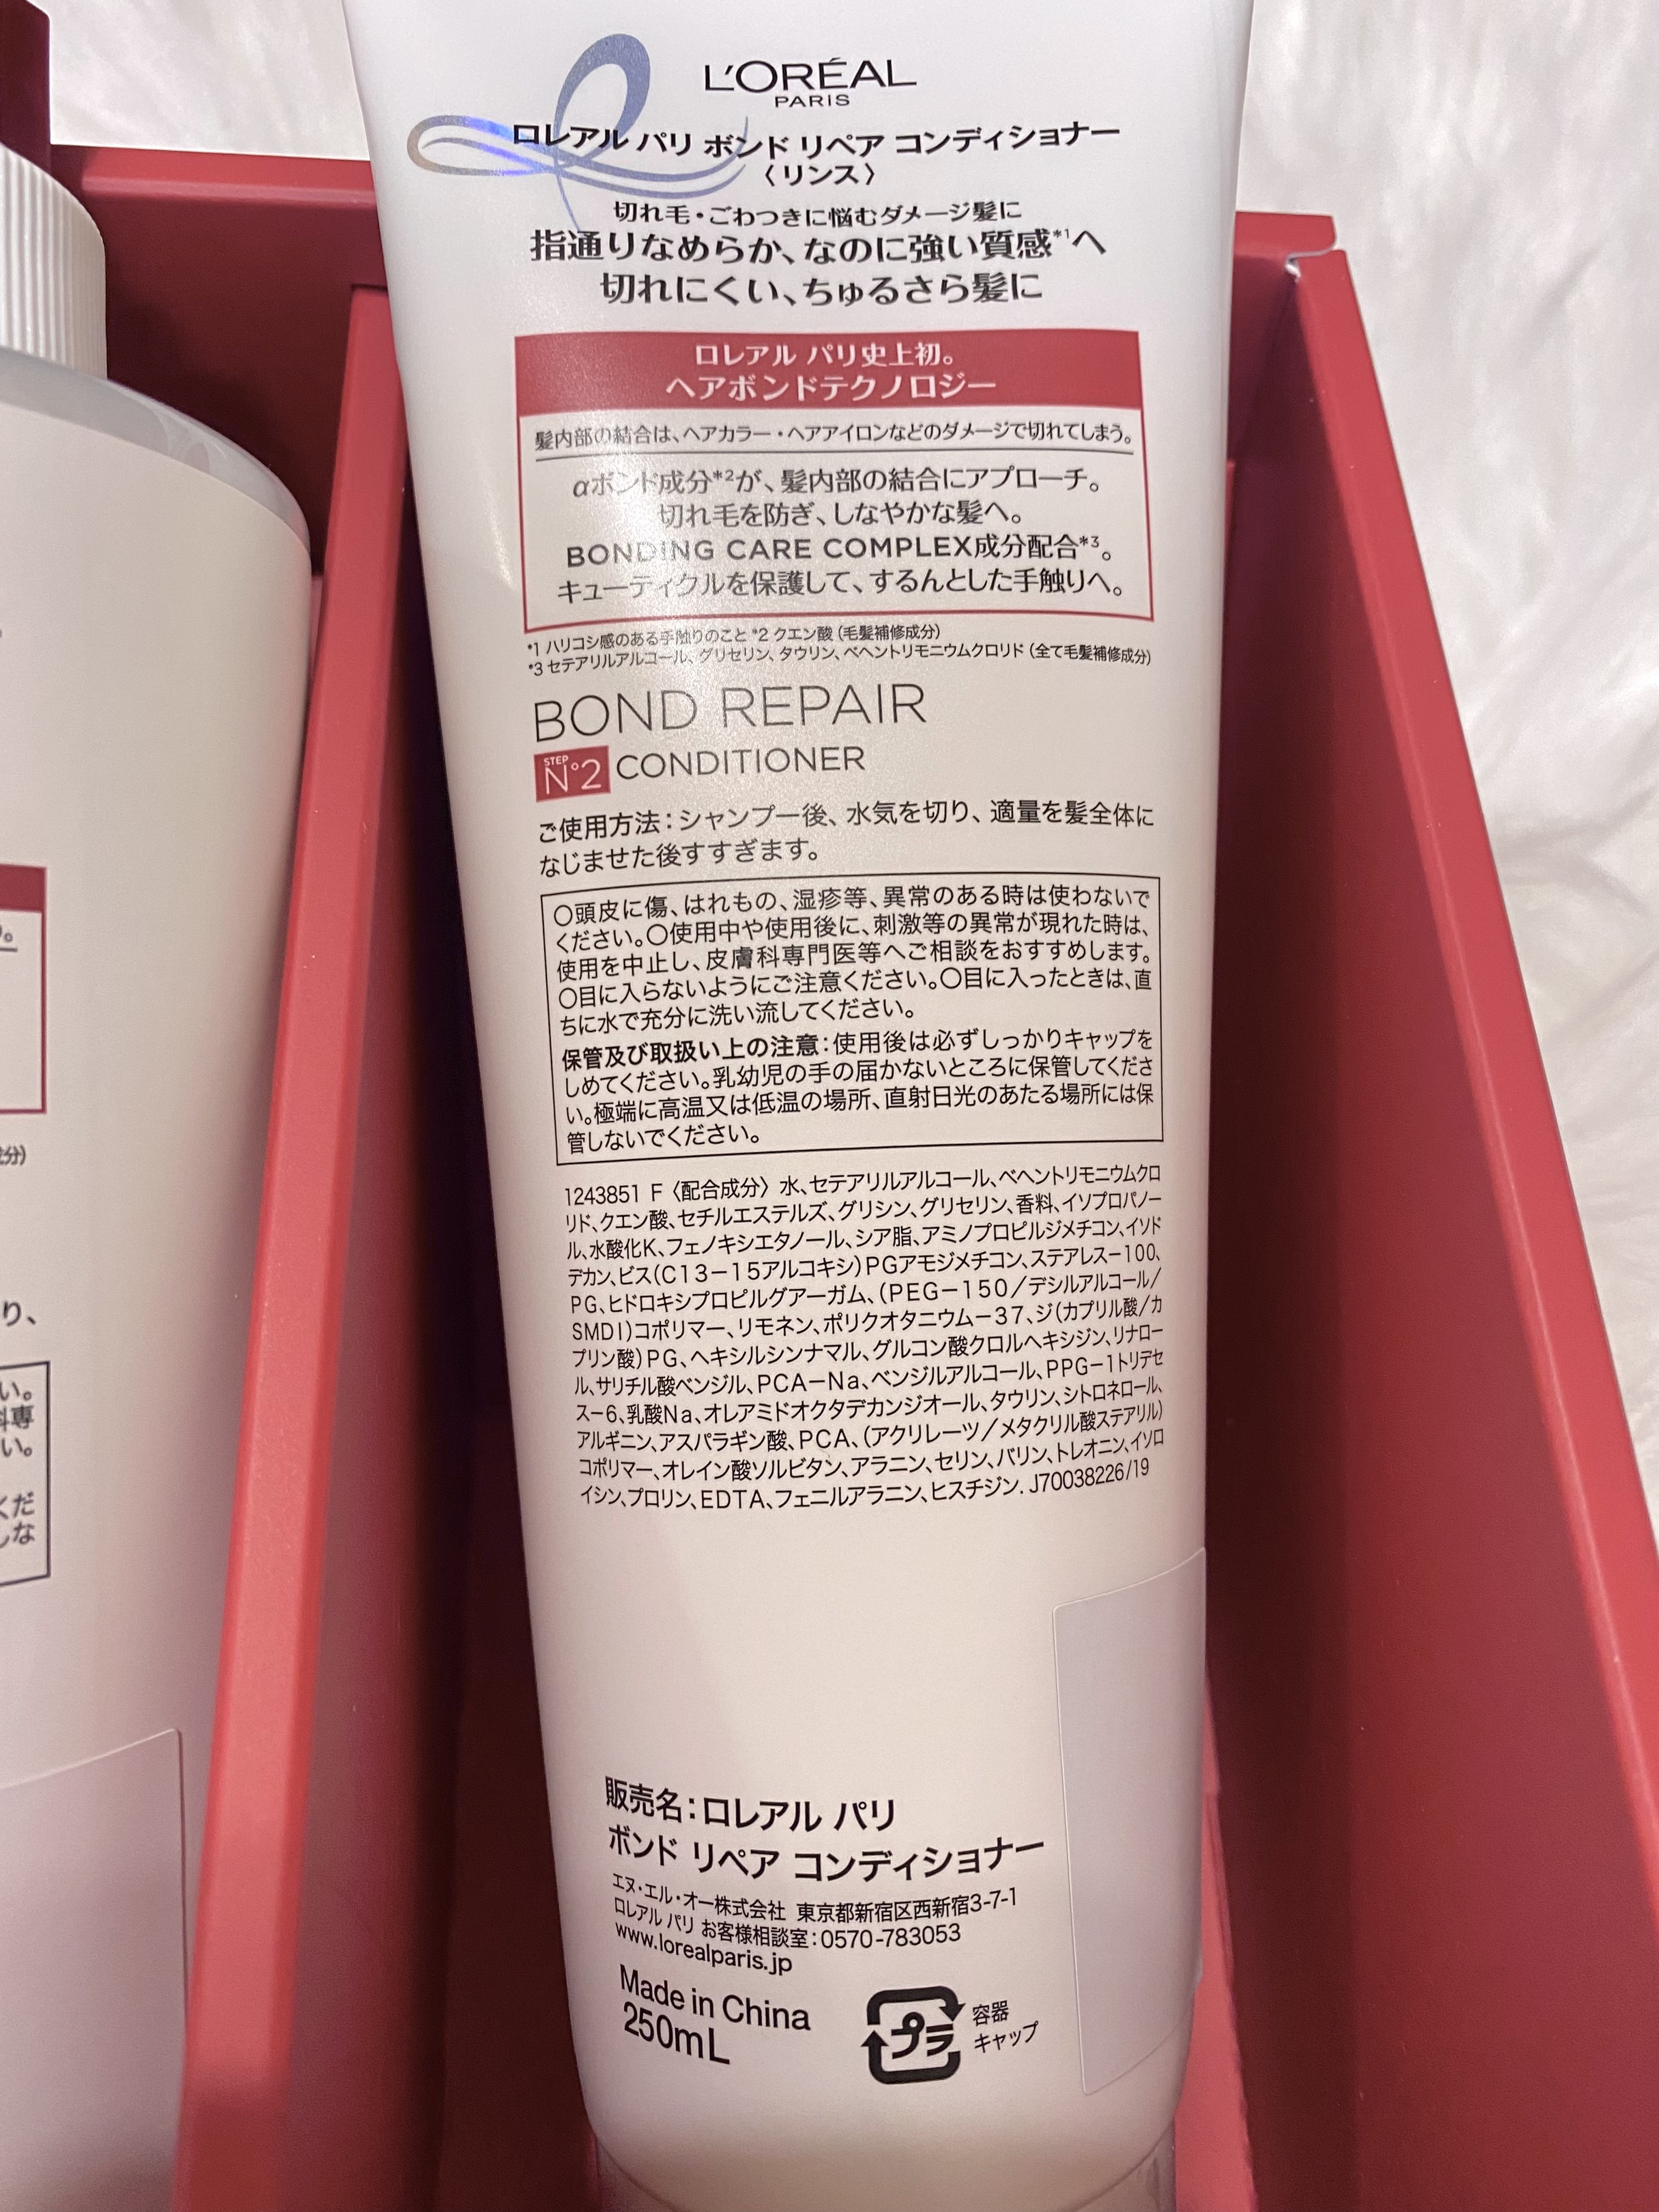 L'ORÉAL
PARIS
ロレアル パリ ボンド リペア コンディショナー
〈リンス〉
切れ毛・ごわつきに悩むダメージ髪に
指通りなめらか、なのに強い質感*1へ
切れにくい、ちゅるさら髪に
ロレアル パリ史上初。
ヘアボンドテクノロジー
髪内部の結合は、ヘアカラー・ヘアアイロンなどのダメージで切れてしまう。
αボンド成分*2が、髪内部の結合にアプローチ。
切れ毛を防ぎ、しなやかな髪へ。
BONDING CARE COMPLEX成分配合*3。
キューティクルを保護して、するんとした手触りへ。
*1 ハリコシ感のある手触りのこと *2 クエン酸（毛髪補修成分）
*3 セテアリルアルコール、グリセリン、タウリン、ベヘントリモニウムクロリド（全て毛髪補修成分）
BOND REPAIR
STEP N°2 CONDITIONER
ご使用方法：シャンプー後、水気を切り、適量を髪全体に
なじませた後すすぎます。
〇頭皮に傷、はれもの、湿疹等、異常のある時は使わないで
ください。〇使用中や使用後に、刺激等の異常が現れた時は、
使用を中止し、皮膚科専門医等へご相談をおすすめします。
〇目に入らないようにご注意ください。〇目に入ったときは、直
ちに水で充分に洗い流してください。
保管及び取扱い上の注意：使用後は必ずしっかりキャップを
しめてください。乳幼児の手の届かないところに保管してくださ
い。極端に高温又は低温の場所、直射日光のあたる場所には保
管しないでください。
1243851 F〈配合成分〉水、セテアリルアルコール、ベヘントリモニウムクロ
リド、クエン酸、セチルエステルズ、グリシン、グリセリン、香料、イソプロパノー
ル、水酸化K、フェノキシエタノール、シア脂、アミノプロピルジメチコン、イソド
デカン、ビス（C13－15アルコキシ）PGアモジメチコン、ステアレス－100、
PG、ヒドロキシプロピルグアーガム、（PEG－150／デシルアルコール／
SMDI）コポリマー、リモネン、ポリクオタニウム－37、ジ（カプリル酸／カ
プリン酸）PG、ヘキシルシンナマル、グルコン酸クロルヘキシジン、リナロー
ル、サリチル酸ベンジル、PCA－Na、ベンジルアルコール、PPG－1トリデセ
ス－6、乳酸Na、オレアミドオクタデカンジオール、タウリン、シトロネロール、
アルギニン、アスパラギン酸、PCA、（アクリレーツ／メタクリル酸ステアリル）
コポリマー、オレイン酸ソルビタン、アラニン、セリン、バリン、トレオニン、イソロ
イシン、プロリン、EDTA、フェニルアラニン、ヒスチジン. J70038226/19
販売名：ロレアル パリ
ボンド リペア コンディショナー
エヌ・エル・オー株式会社 東京都新宿区西新宿3-7-1
ロレアル パリ お客様相談室：0570-783053
www.lorealparis.jp
Made in China
250mL
プラ
容器
キャップ
成分）
り、
い。
科専
い。
くだ
しな